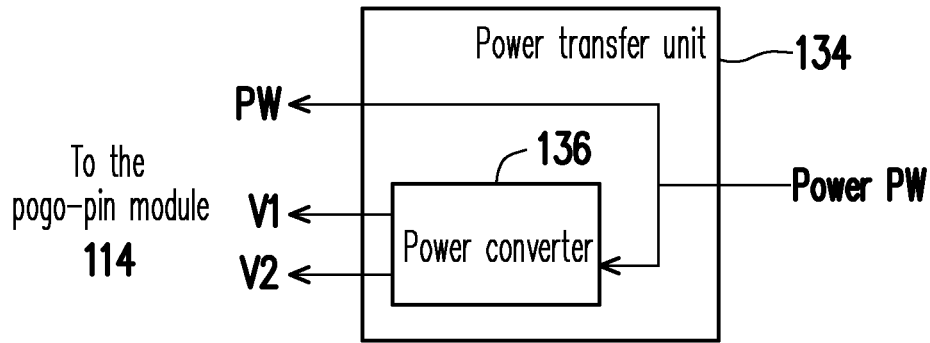 Power transfer unit
134
PW
136
To the
pogo-pin module
114
Power PW
V1
Power converter
V2